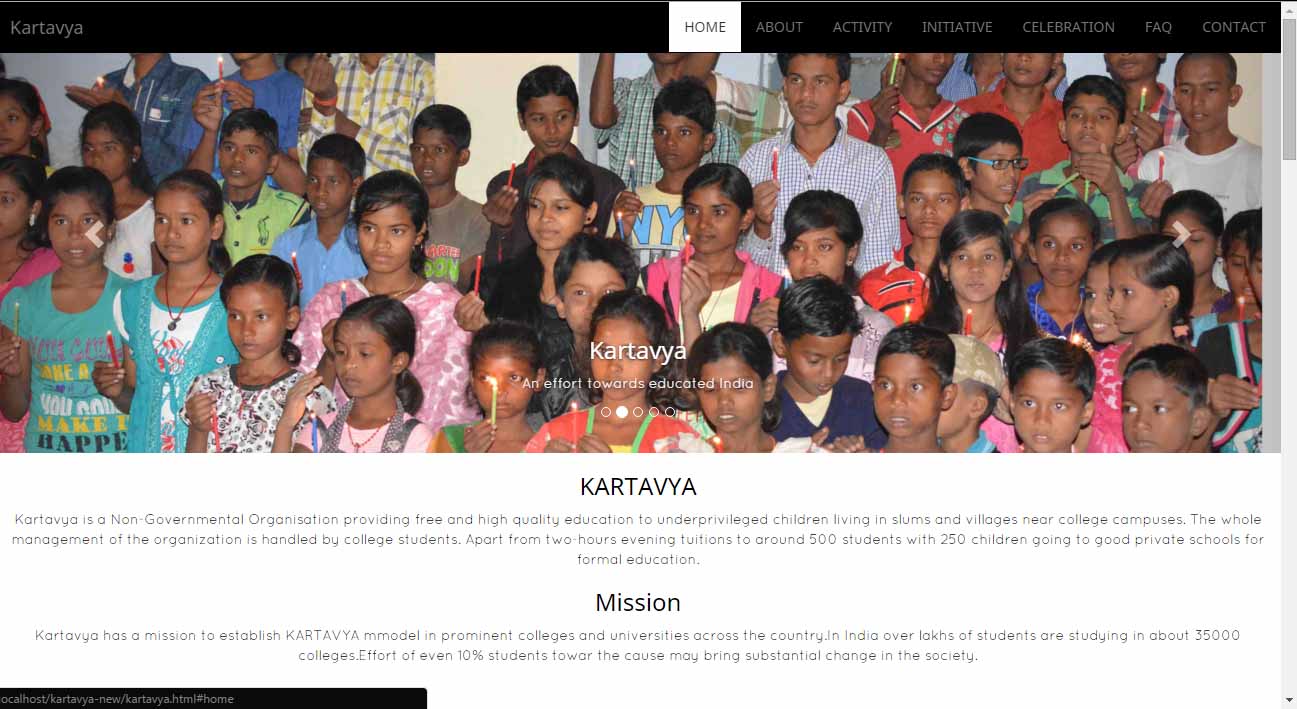 Kartavya
HOME ABOUT ACTIVITY INITIATIVE CELEBRATION FAQ CONTACT
NY
MAKE A
YOU COU
MAKE I
HAPPE
Kartavya
An effort towards educated India
KARTAVYA
Kartavya is a Non-Governmental Organisation providing free and high quality education to underprivileged children living in slums and villages near college campuses. The whole
management of the organization is handled by college students. Apart from two-hours evening tuitions to around 500 students with 250 children going to good private schools for
formal education.
Mission
Kartavya has a mission to establish KARTAVYA mmodel in prominent colleges and universities across the country.In India over lakhs of students are studying in about 35000
colleges.Effort of even 10% students towar the cause may bring substantial change in the society.
ocalhost/kartavya-new/kartavya.html#home